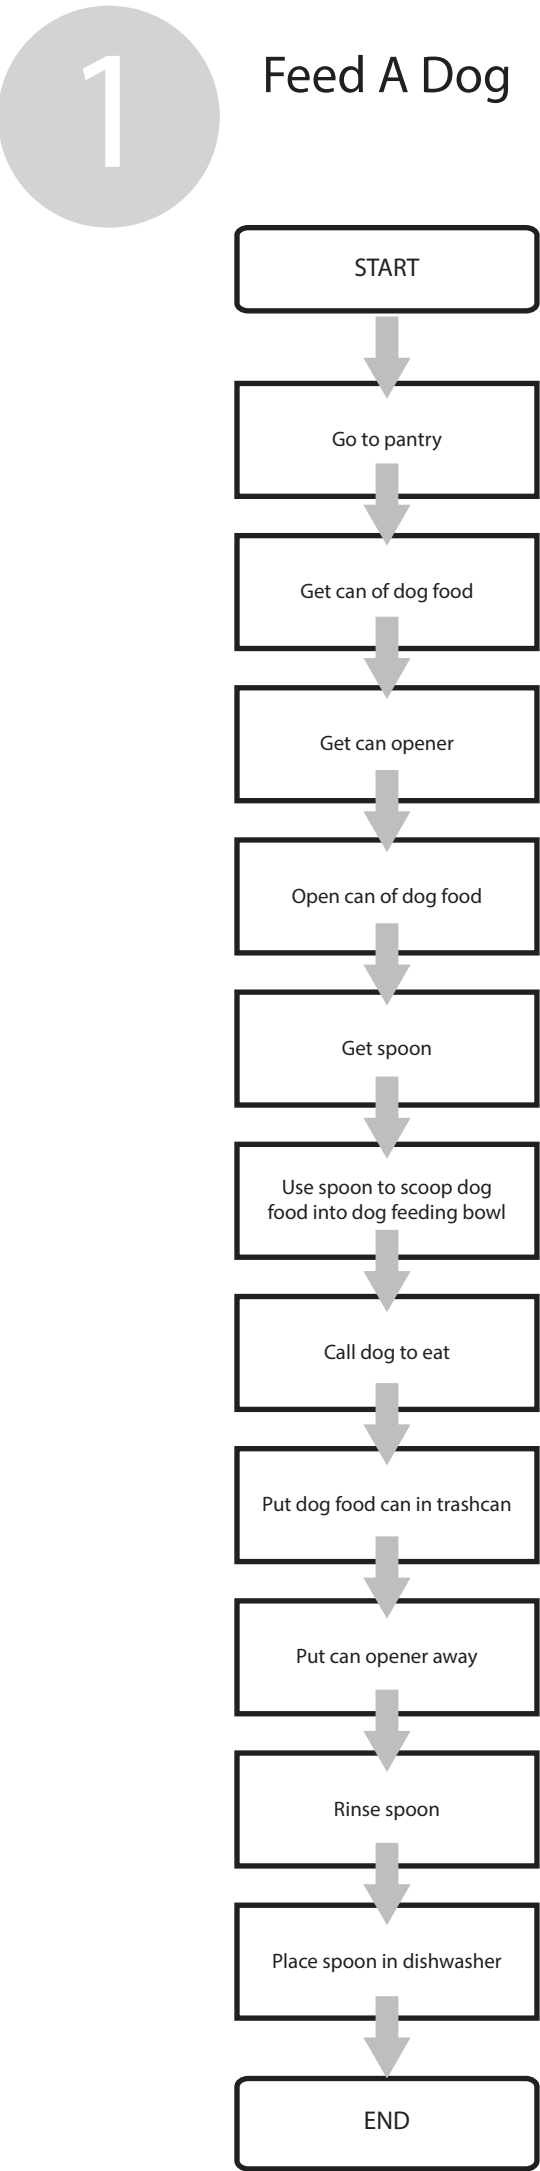 1
Feed A Dog
START
Go to pantry
Get can of dog food
Get can opener
Open can of dog food
Get spoon
Use spoon to scoop dog
food into dog feeding bowl
Call dog to eat
Put dog food can in trashcan
Put can opener away
Rinse spoon
Place spoon in dishwasher
END